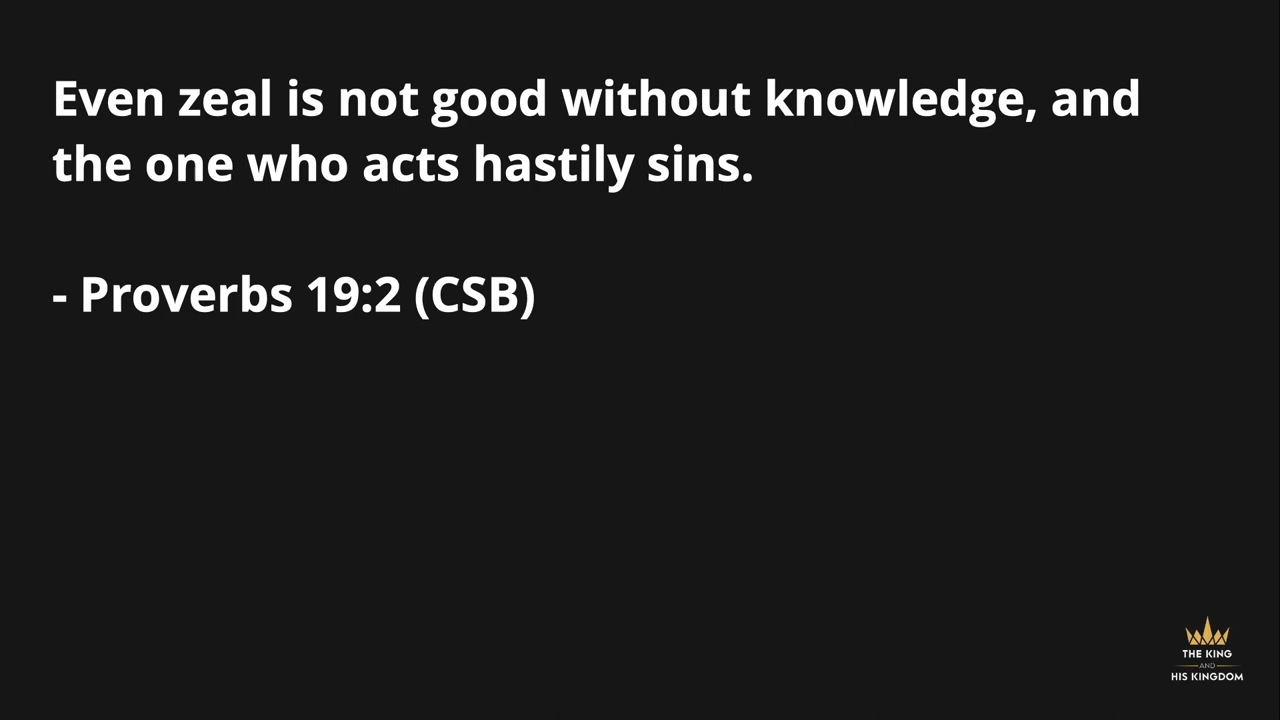 Even zeal is not good without knowledge, and
the one who acts hastily sins.
- Proverbs 19:2 (CSB)
THE KING
AND
HIS KINGDOM